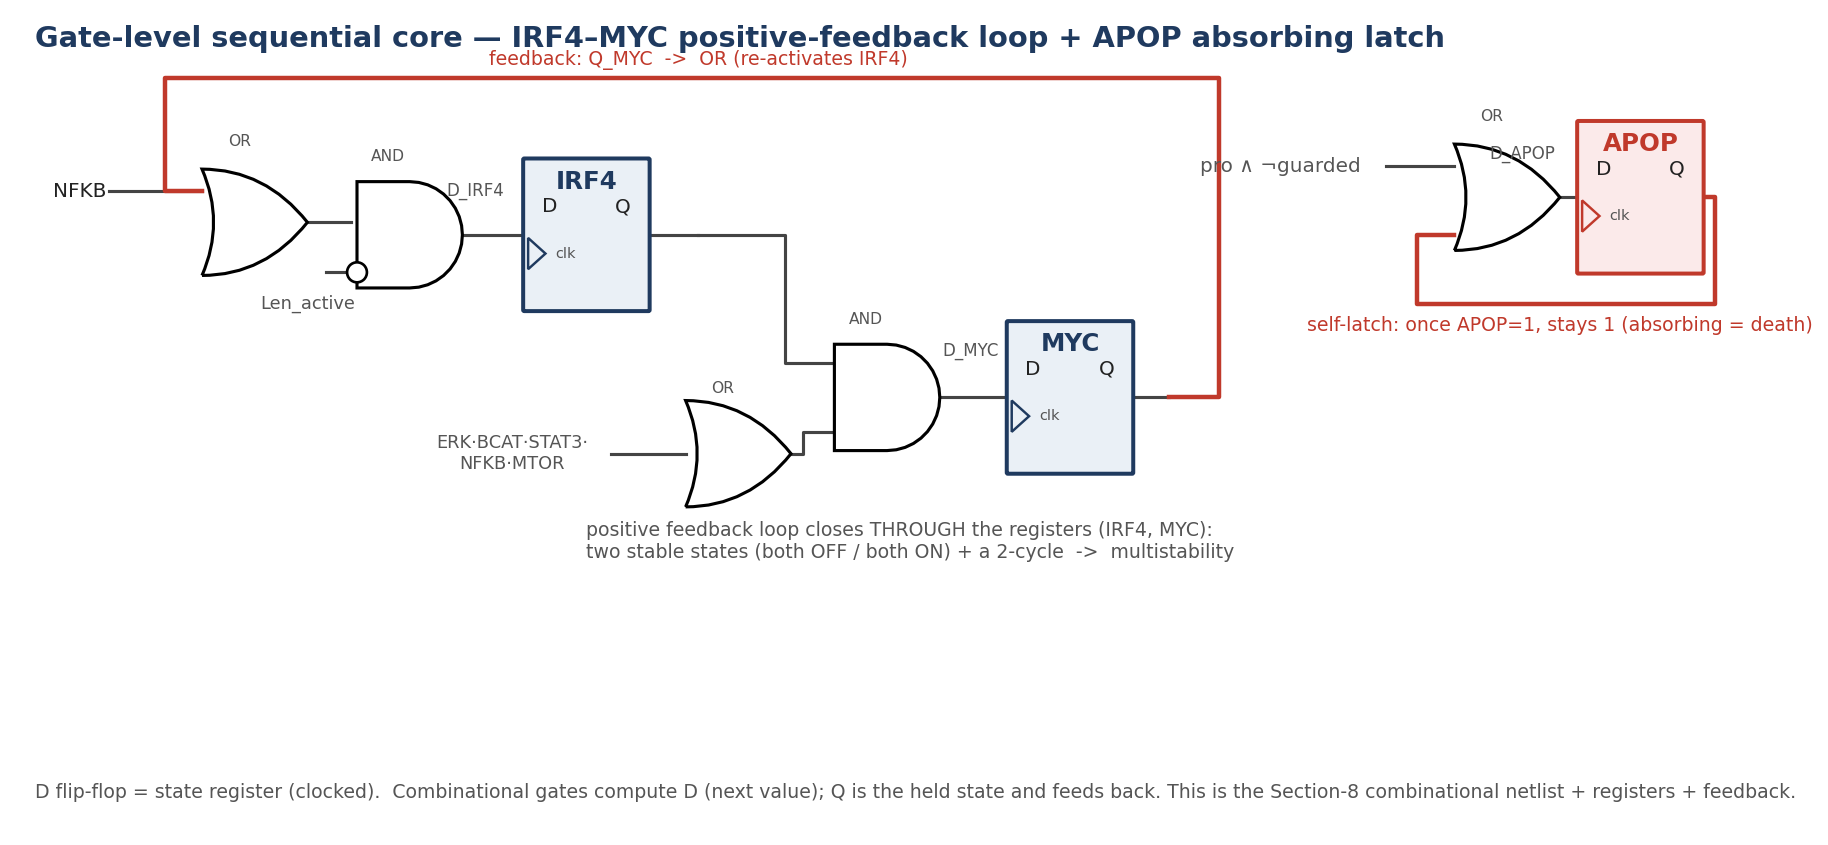 Gate-level sequential core — IRF4–MYC positive-feedback loop + APOP absorbing latch
feedback: Q_MYC -> OR (re-activates IRF4)
OR
AND
NFKB
D_IRF4
IRF4
D Q
clk
Len_active
OR
pro ∧ ¬guarded
D_APOP
APOP
D Q
clk
self-latch: once APOP=1, stays 1 (absorbing = death)
AND
D_MYC
MYC
D Q
clk
OR
ERK·BCAT·STAT3·
NFKB·MTOR
positive feedback loop closes THROUGH the registers (IRF4, MYC):
two stable states (both OFF / both ON) + a 2-cycle -> multistability
D flip-flop = state register (clocked). Combinational gates compute D (next value); Q is the held state and feeds back. This is the Section-8 combinational netlist + registers + feedback.